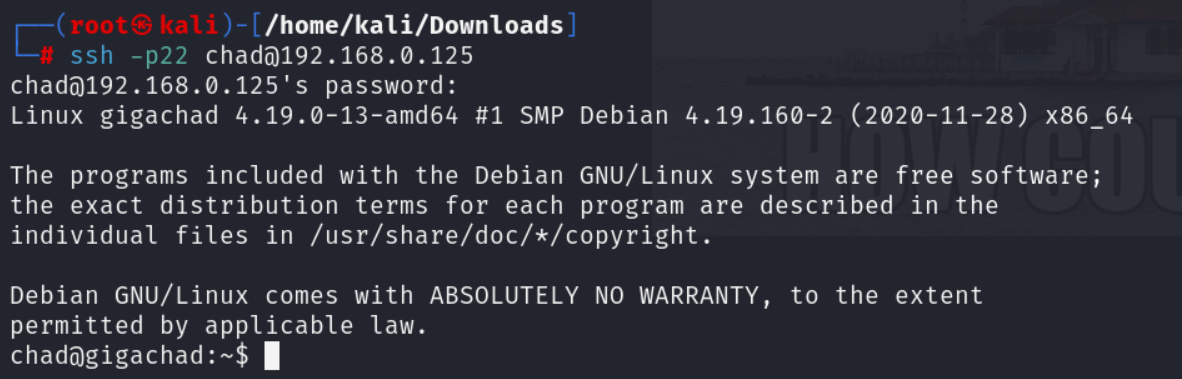 ┌──(root㉿kali)-[/home/kali/Downloads]
└─# ssh -p22 chad@192.168.0.125
chad@192.168.0.125's password:
Linux gigachad 4.19.0-13-amd64 #1 SMP Debian 4.19.160-2 (2020-11-28) x86_64
The programs included with the Debian GNU/Linux system are free software;
the exact distribution terms for each program are described in the
individual files in /usr/share/doc/*/copyright.
Debian GNU/Linux comes with ABSOLUTELY NO WARRANTY, to the extent
permitted by applicable law.
chad@gigachad:~$